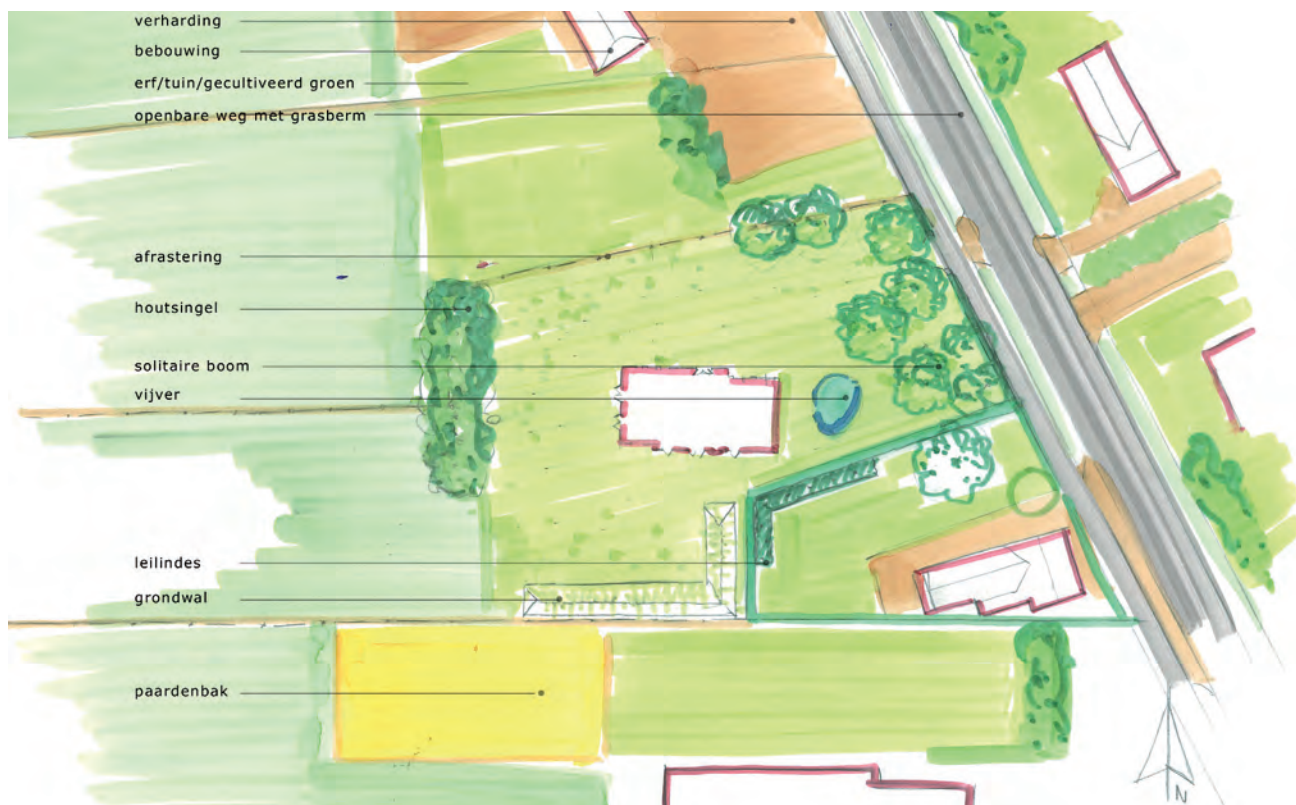 verharding
bebouwing
erf/tuin/gecultiveerd groen
openbare weg met grasberm
afrastering
houtsingel
solitaire boom
vijver
leilindes
grondwal
paardenbak
N